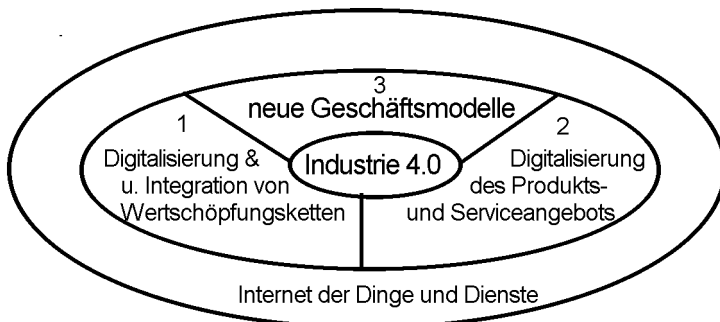 3
neue Geschäftsmodelle
1
Digitalisierung &
u. Integration von
Wertschöpfungsketten
Industrie 4.0
2
Digitalisierung
des Produkts-
und Serviceangebots
Internet der Dinge und Dienste